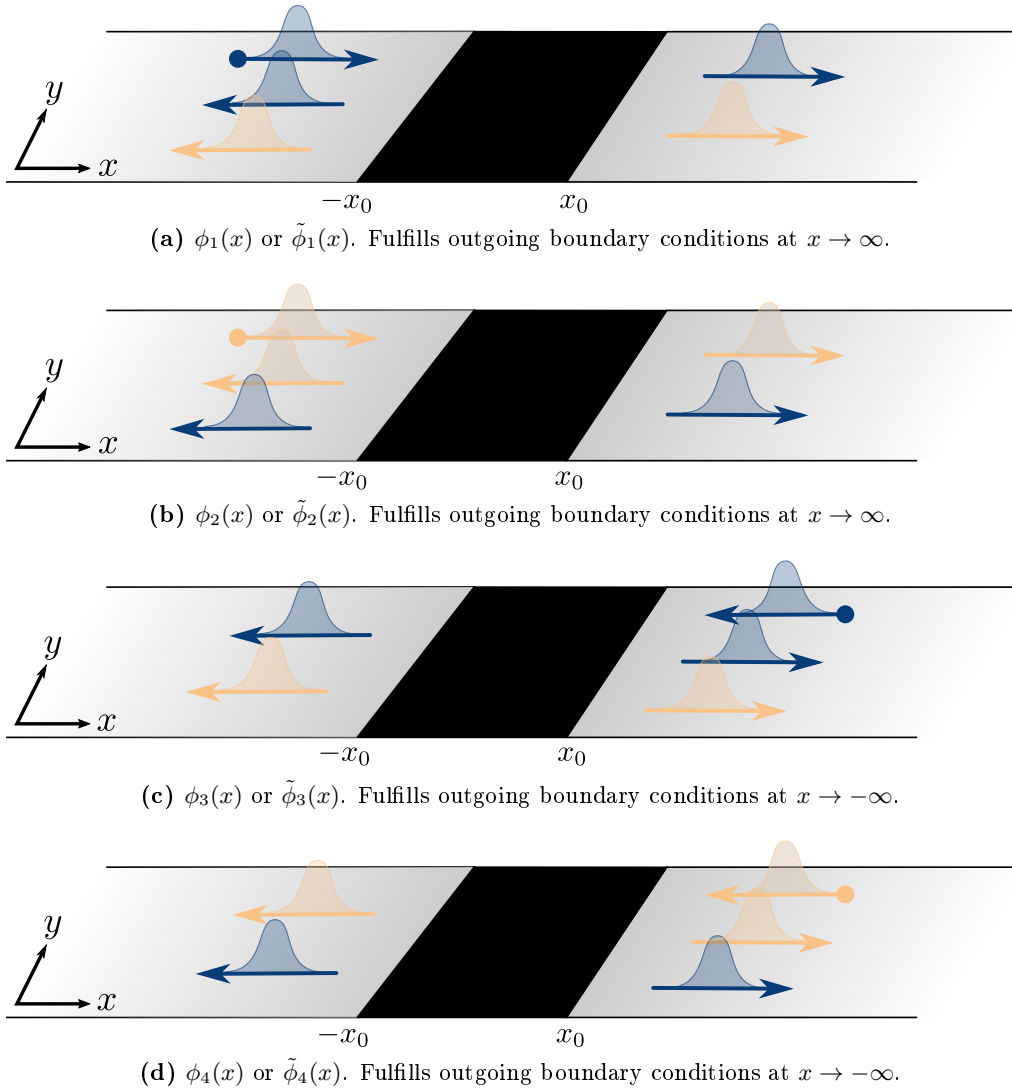 y
x
−x₀ x₀
(a) ϕ₁(x) or ϕ̃₁(x). Fulfills outgoing boundary conditions at x → ∞.
y
x
−x₀ x₀
(b) ϕ₂(x) or ϕ̃₂(x). Fulfills outgoing boundary conditions at x → ∞.
y
x
−x₀ x₀
(c) ϕ₃(x) or ϕ̃₃(x). Fulfills outgoing boundary conditions at x → −∞.
y
x
−x₀ x₀
(d) ϕ₄(x) or ϕ̃₄(x). Fulfills outgoing boundary conditions at x → −∞.